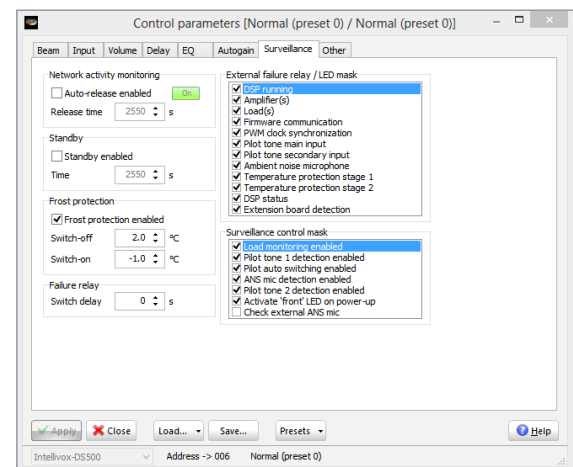 Control parameters [Normal (preset 0) / Normal (preset 0)]
Beam Input Volume Delay EQ Autogain Surveillance Other
Network activity monitoring
Auto-release enabled On
Release time 2550 s
Standby
Standby enabled
Time 2550 s
Frost protection
Frost protection enabled
Switch-off 2.0 °C
Switch-on -1.0 °C
Failure relay
Switch delay 0 s
External failure relay / LED mask
DSP running
Amplifier(s)
Load(s)
Firmware communication
PWM clock synchronization
Pilot tone main input
Pilot tone secondary input
Ambient noise microphone
Temperature protection stage 1
Temperature protection stage 2
DSP status
Extension board detection
Surveillance control mask
Load monitoring enabled
Pilot tone 1 detection enabled
Pilot auto switching enabled
ANS mic detection enabled
Pilot tone 2 detection enabled
Activate 'front' LED on power-up
Check external ANS mic
Apply Close Load... Save... Presets Help
Intellivox-DS500 Address -> 006 Normal (preset 0)